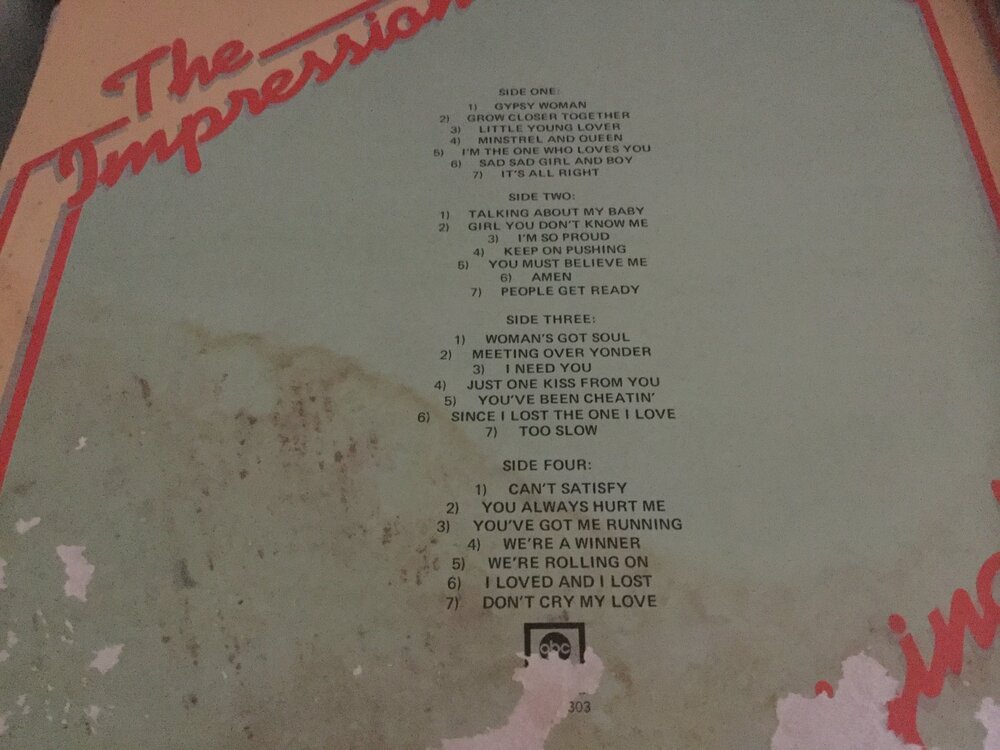 The
Impression
SIDE ONE:
1) GYPSY WOMAN
2) GROW CLOSER TOGETHER
3) LITTLE YOUNG LOVER
4) MINSTREL AND QUEEN
5) I'M THE ONE WHO LOVES YOU
6) SAD SAD GIRL AND BOY
7) IT'S ALL RIGHT
SIDE TWO:
1) TALKING ABOUT MY BABY
2) GIRL YOU DON'T KNOW ME
3) I'M SO PROUD
4) KEEP ON PUSHING
5) YOU MUST BELIEVE ME
6) AMEN
7) PEOPLE GET READY
SIDE THREE:
1) WOMAN'S GOT SOUL
2) MEETING OVER YONDER
3) I NEED YOU
4) JUST ONE KISS FROM YOU
5) YOU'VE BEEN CHEATIN'
6) SINCE I LOST THE ONE I LOVE
7) TOO SLOW
SIDE FOUR:
1) CAN'T SATISFY
2) YOU ALWAYS HURT ME
3) YOU'VE GOT ME RUNNING
4) WE'RE A WINNER
5) WE'RE ROLLING ON
6) I LOVED AND I LOST
7) DON'T CRY MY LOVE
abc
303